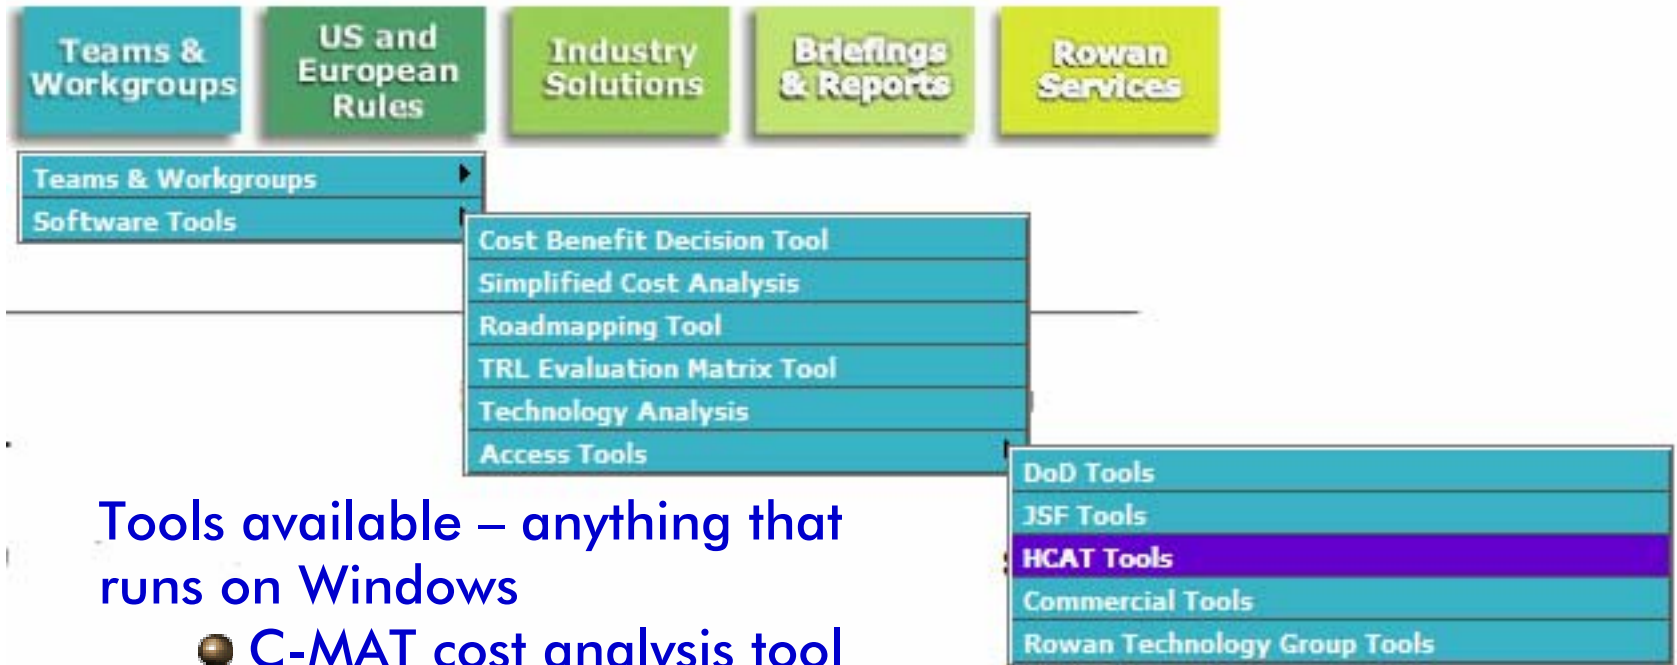 Teams &
Workgroups
US and
European
Rules
Industry
Solutions
Briefings
& Reports
Rowan
Services
Teams & Workgroups
Software Tools
Cost Benefit Decision Tool
Simplified Cost Analysis
Roadmapping Tool
TRL Evaluation Matrix Tool
Technology Analysis
Access Tools
DoD Tools
JSF Tools
HCAT Tools
Commercial Tools
Rowan Technology Group Tools
Tools available – anything that
runs on Windows
C-MAT cost analysis tool